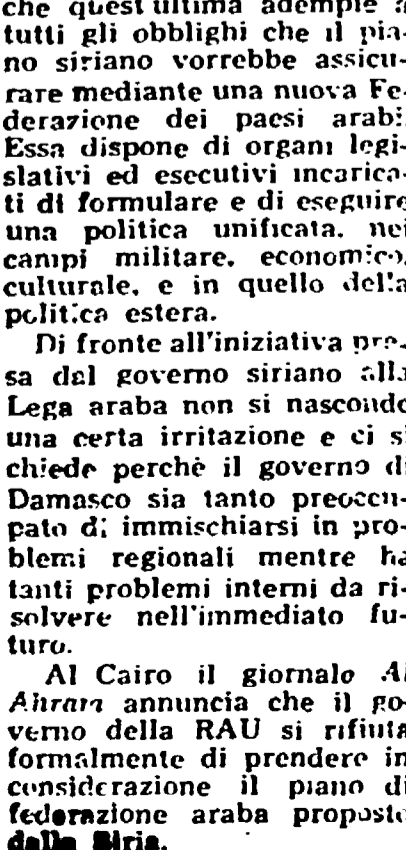 che quest'ultima adempie a
tutti gli obblighi che il pia-
no siriano vorrebbe assicu-
rare mediante una nuova Fe-
derazione dei paesi arabi.
Essa dispone di organi legi-
slativi ed esecutivi incarica-
ti di formulare e di eseguire
una politica unificata, nei
campi militare, economico,
culturale, e in quello della
politica estera.
Di fronte all'iniziativa pre-
sa dal governo siriano alla
Lega araba non si nasconde
una certa irritazione e ci si
chiede perchè il governo di
Damasco sia tanto preoccu-
pato di immischiarsi in pro-
blemi regionali mentre ha
tanti problemi interni da ri-
solvere nell'immediato fu-
turo.
Al Cairo il giornale Al
Ahram annuncia che il go-
verno della RAU si rifiuta
formalmente di prendere in
considerazione il piano di
federazione araba proposto
dalla Siria.